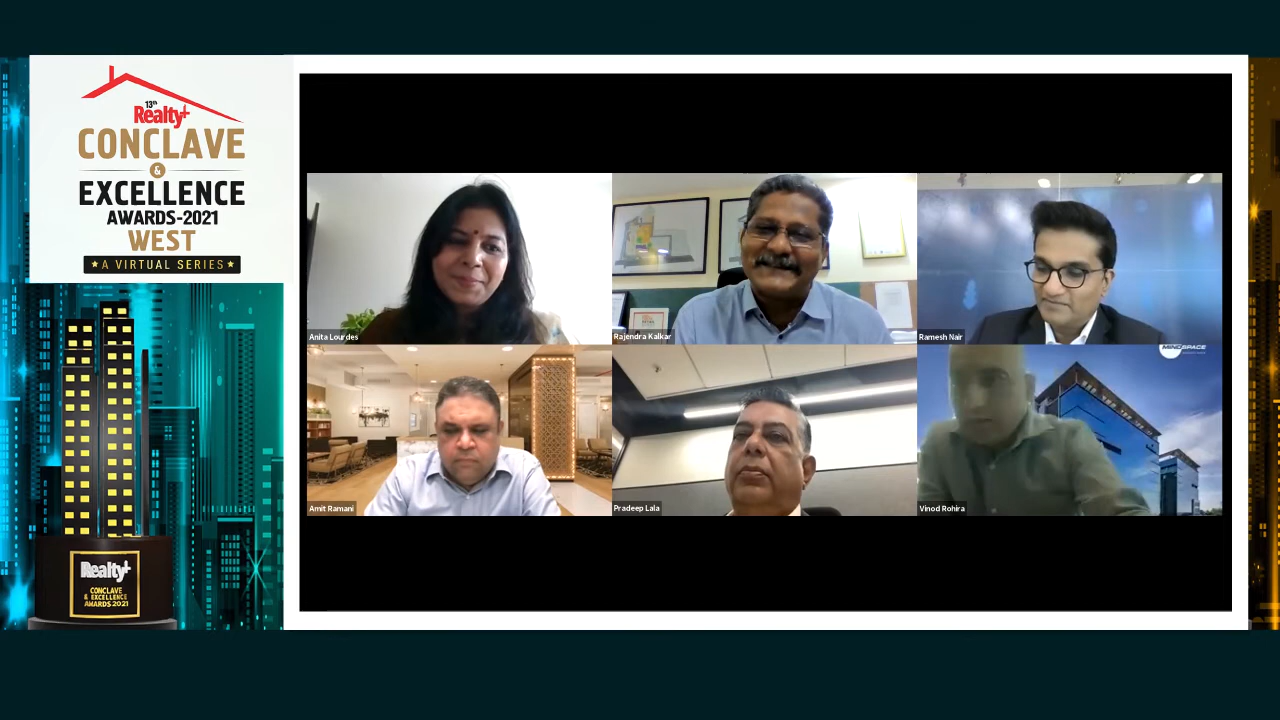 13th
Realty+
CONCLAVE
&
EXCELLENCE
AWARDS-2021
WEST
★A VIRTUAL SERIES★
Realty+
CONCLAVE
& EXCELLENCE
AWARDS 2021
Anita Lourdes
Rajendra Kalkar
Ramesh Nair
MINDSPACE
Amit Ramani
Pradeep Lala
Vinod Rohira